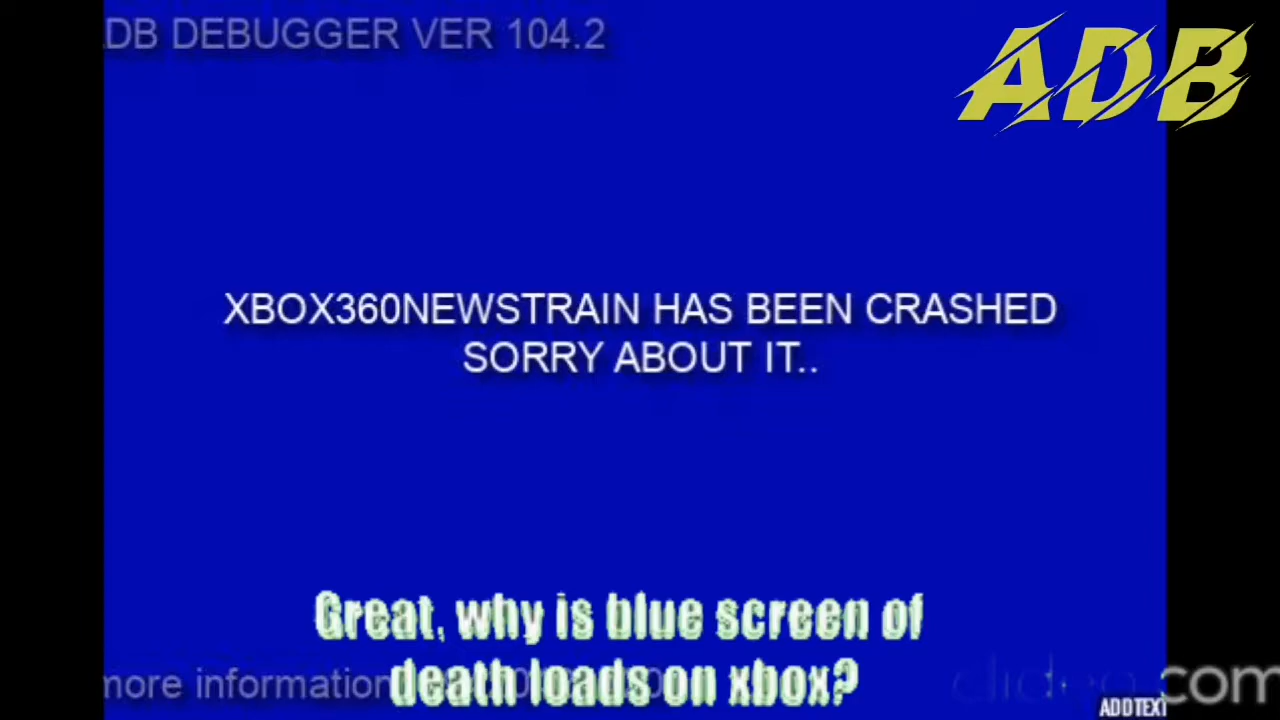 DB DEBUGGER VER 104.2
ADB
XBOX360NEWSTRAIN HAS BEEN CRASHED
SORRY ABOUT IT..
Great, why is blue screen of
more information death loads on xbox? clideo.com
ADDTEXT